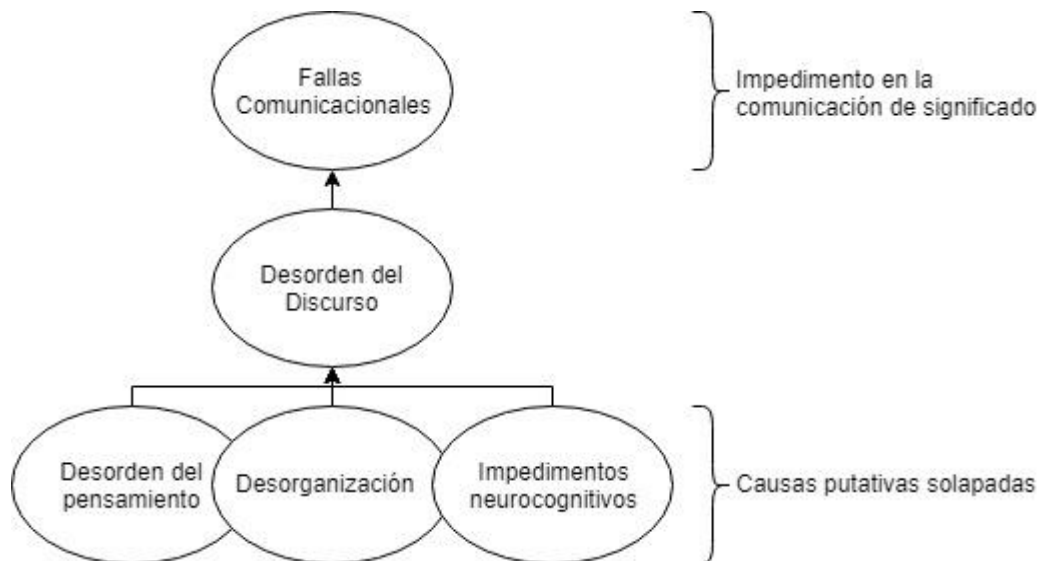 Fallas
Comunicacionales
Impedimento en la
comunicación de significado
Desorden del
Discurso
Desorden del
pensamiento
Desorganización
Impedimentos
neurocognitivos
Causas putativas solapadas